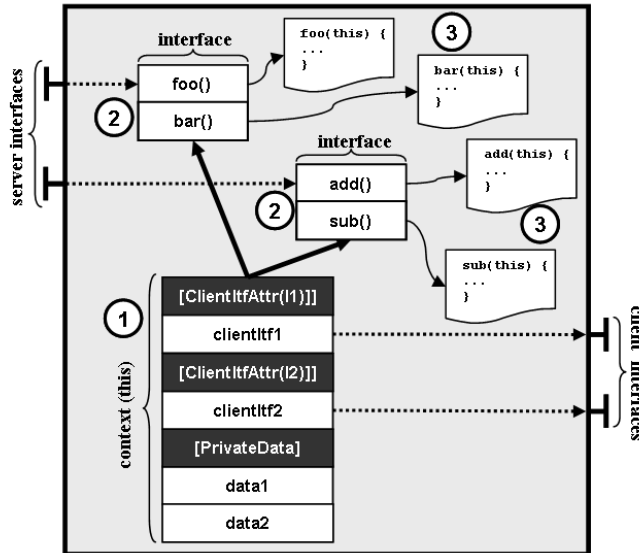 interface
foo(this) {
...
}
3
bar(this) {
...
}
foo()
bar()
2
server interfaces
interface
add(this) {
...
}
add()
sub()
2
3
sub(this) {
...
}
1
[ClientItfAttr(I1)]]
clientItf1
[ClientItfAttr(I2)]]
clientItf2
[PrivateData]
data1
data2
context (this)
client interfaces